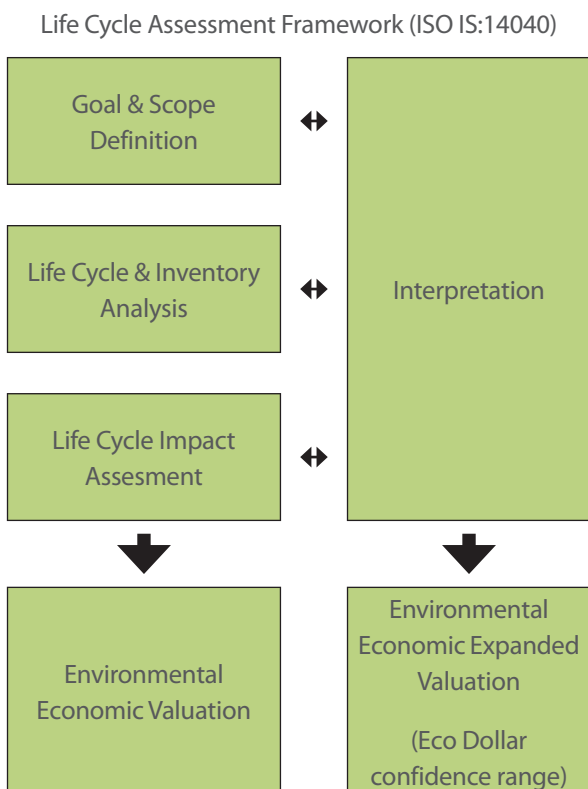 Life Cycle Assessment Framework (ISO IS:14040)
Goal & Scope
Definition
Life Cycle & Inventory
Analysis
Interpretation
Life Cycle Impact
Assesment
Environmental
Economic Valuation
Environmental
Economic Expanded
Valuation
(Eco Dollar
confidence range)